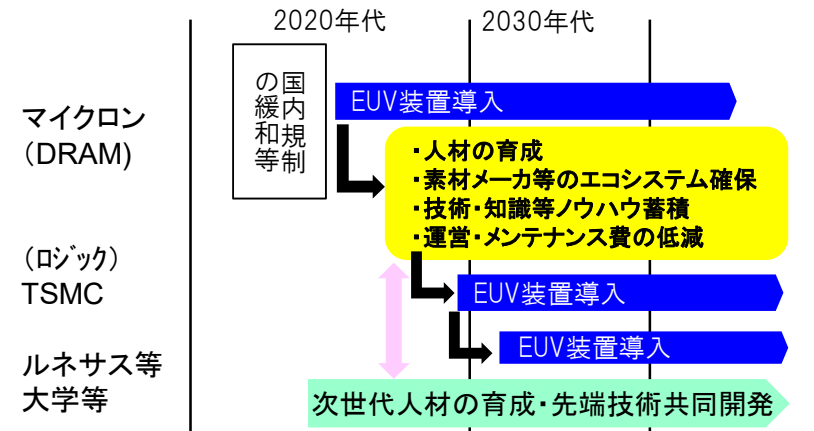 2020年代
2030年代
国内規制
の緩和等
マイクロン
（DRAM)
EUV装置導入
・人材の育成
・素材メーカ等のエコシステム確保
・技術・知識等ノウハウ蓄積
・運営・メンテナンス費の低減
（ﾛｼﾞｯｸ）
TSMC
EUV装置導入
ルネサス等
大学等
EUV装置導入
次世代人材の育成・先端技術共同開発